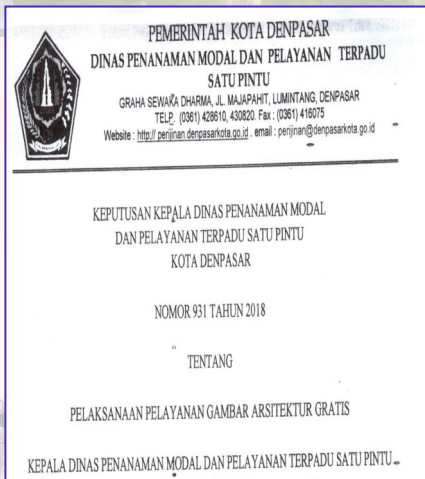 PEMERINTAH KOTA DENPASAR
DINAS PENANAMAN MODAL DAN PELAYANAN TERPADU
SATU PINTU
GRAHA SEWAKA DHARMA, JL. MAJAPAHIT, LUMINTANG, DENPASAR
TELP. (0361) 428610, 430820. Fax : (0361) 416075
Website : http:// perijinan.denpasarkota.go.id . email : perijinan@denpasarkota.go.id
KEPUTUSAN KEPALA DINAS PENANAMAN MODAL
DAN PELAYANAN TERPADU SATU PINTU
KOTA DENPASAR
NOMOR 931 TAHUN 2018
TENTANG
PELAKSANAAN PELAYANAN GAMBAR ARSITEKTUR GRATIS
KEPALA DINAS PENANAMAN MODAL DAN PELAYANAN TERPADU SATU PINTU